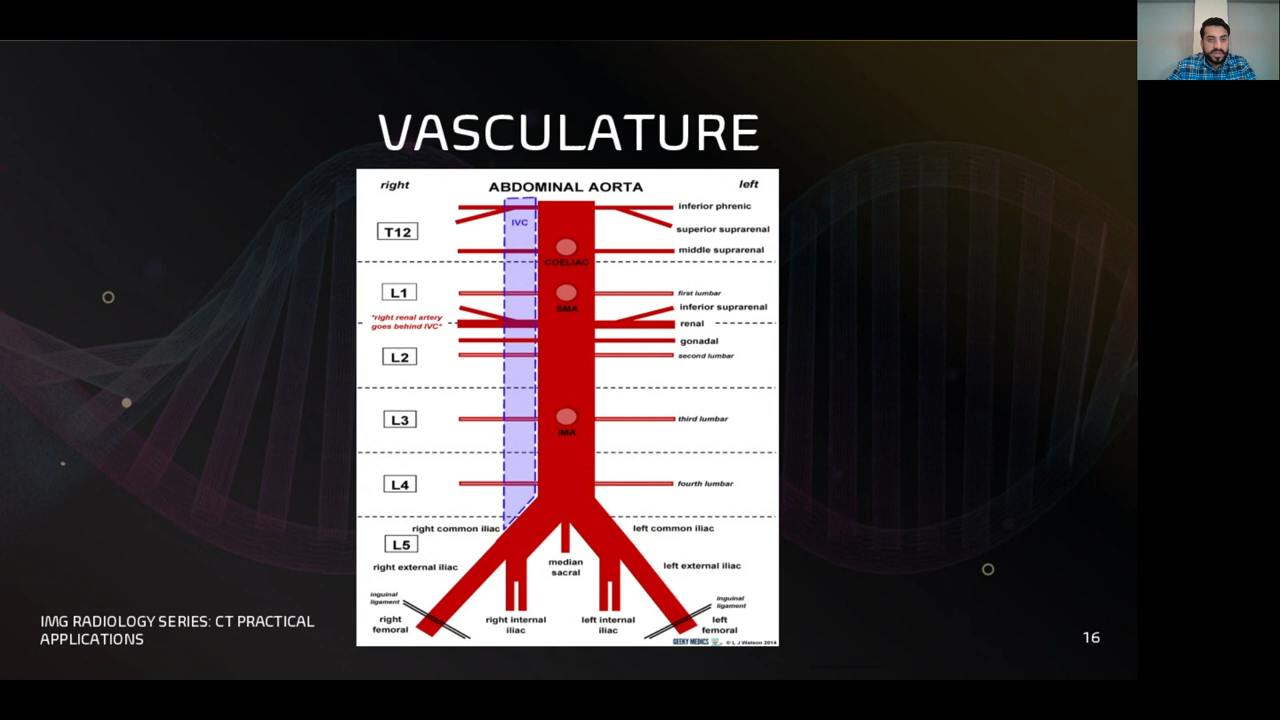 VASCULATURE
right
ABDOMINAL AORTA
left
inferior phrenic
IVC
T12
superior suprarenal
middle suprarenal
COELIAC
L1
first lumbar
SMA
inferior suprarenal
*right renal artery
goes behind IVC*
renal
gonadal
L2
second lumbar
L3
third lumbar
IMA
L4
fourth lumbar
right common iliac
left common iliac
L5
median
sacral
right external iliac
left external iliac
inguinal
ligament
inguinal
ligament
right
femoral
right internal
iliac
left internal
iliac
left
femoral
GEEKY MEDICS © L J Watson 2014
IMG RADIOLOGY SERIES: CT PRACTICAL
APPLICATIONS
16